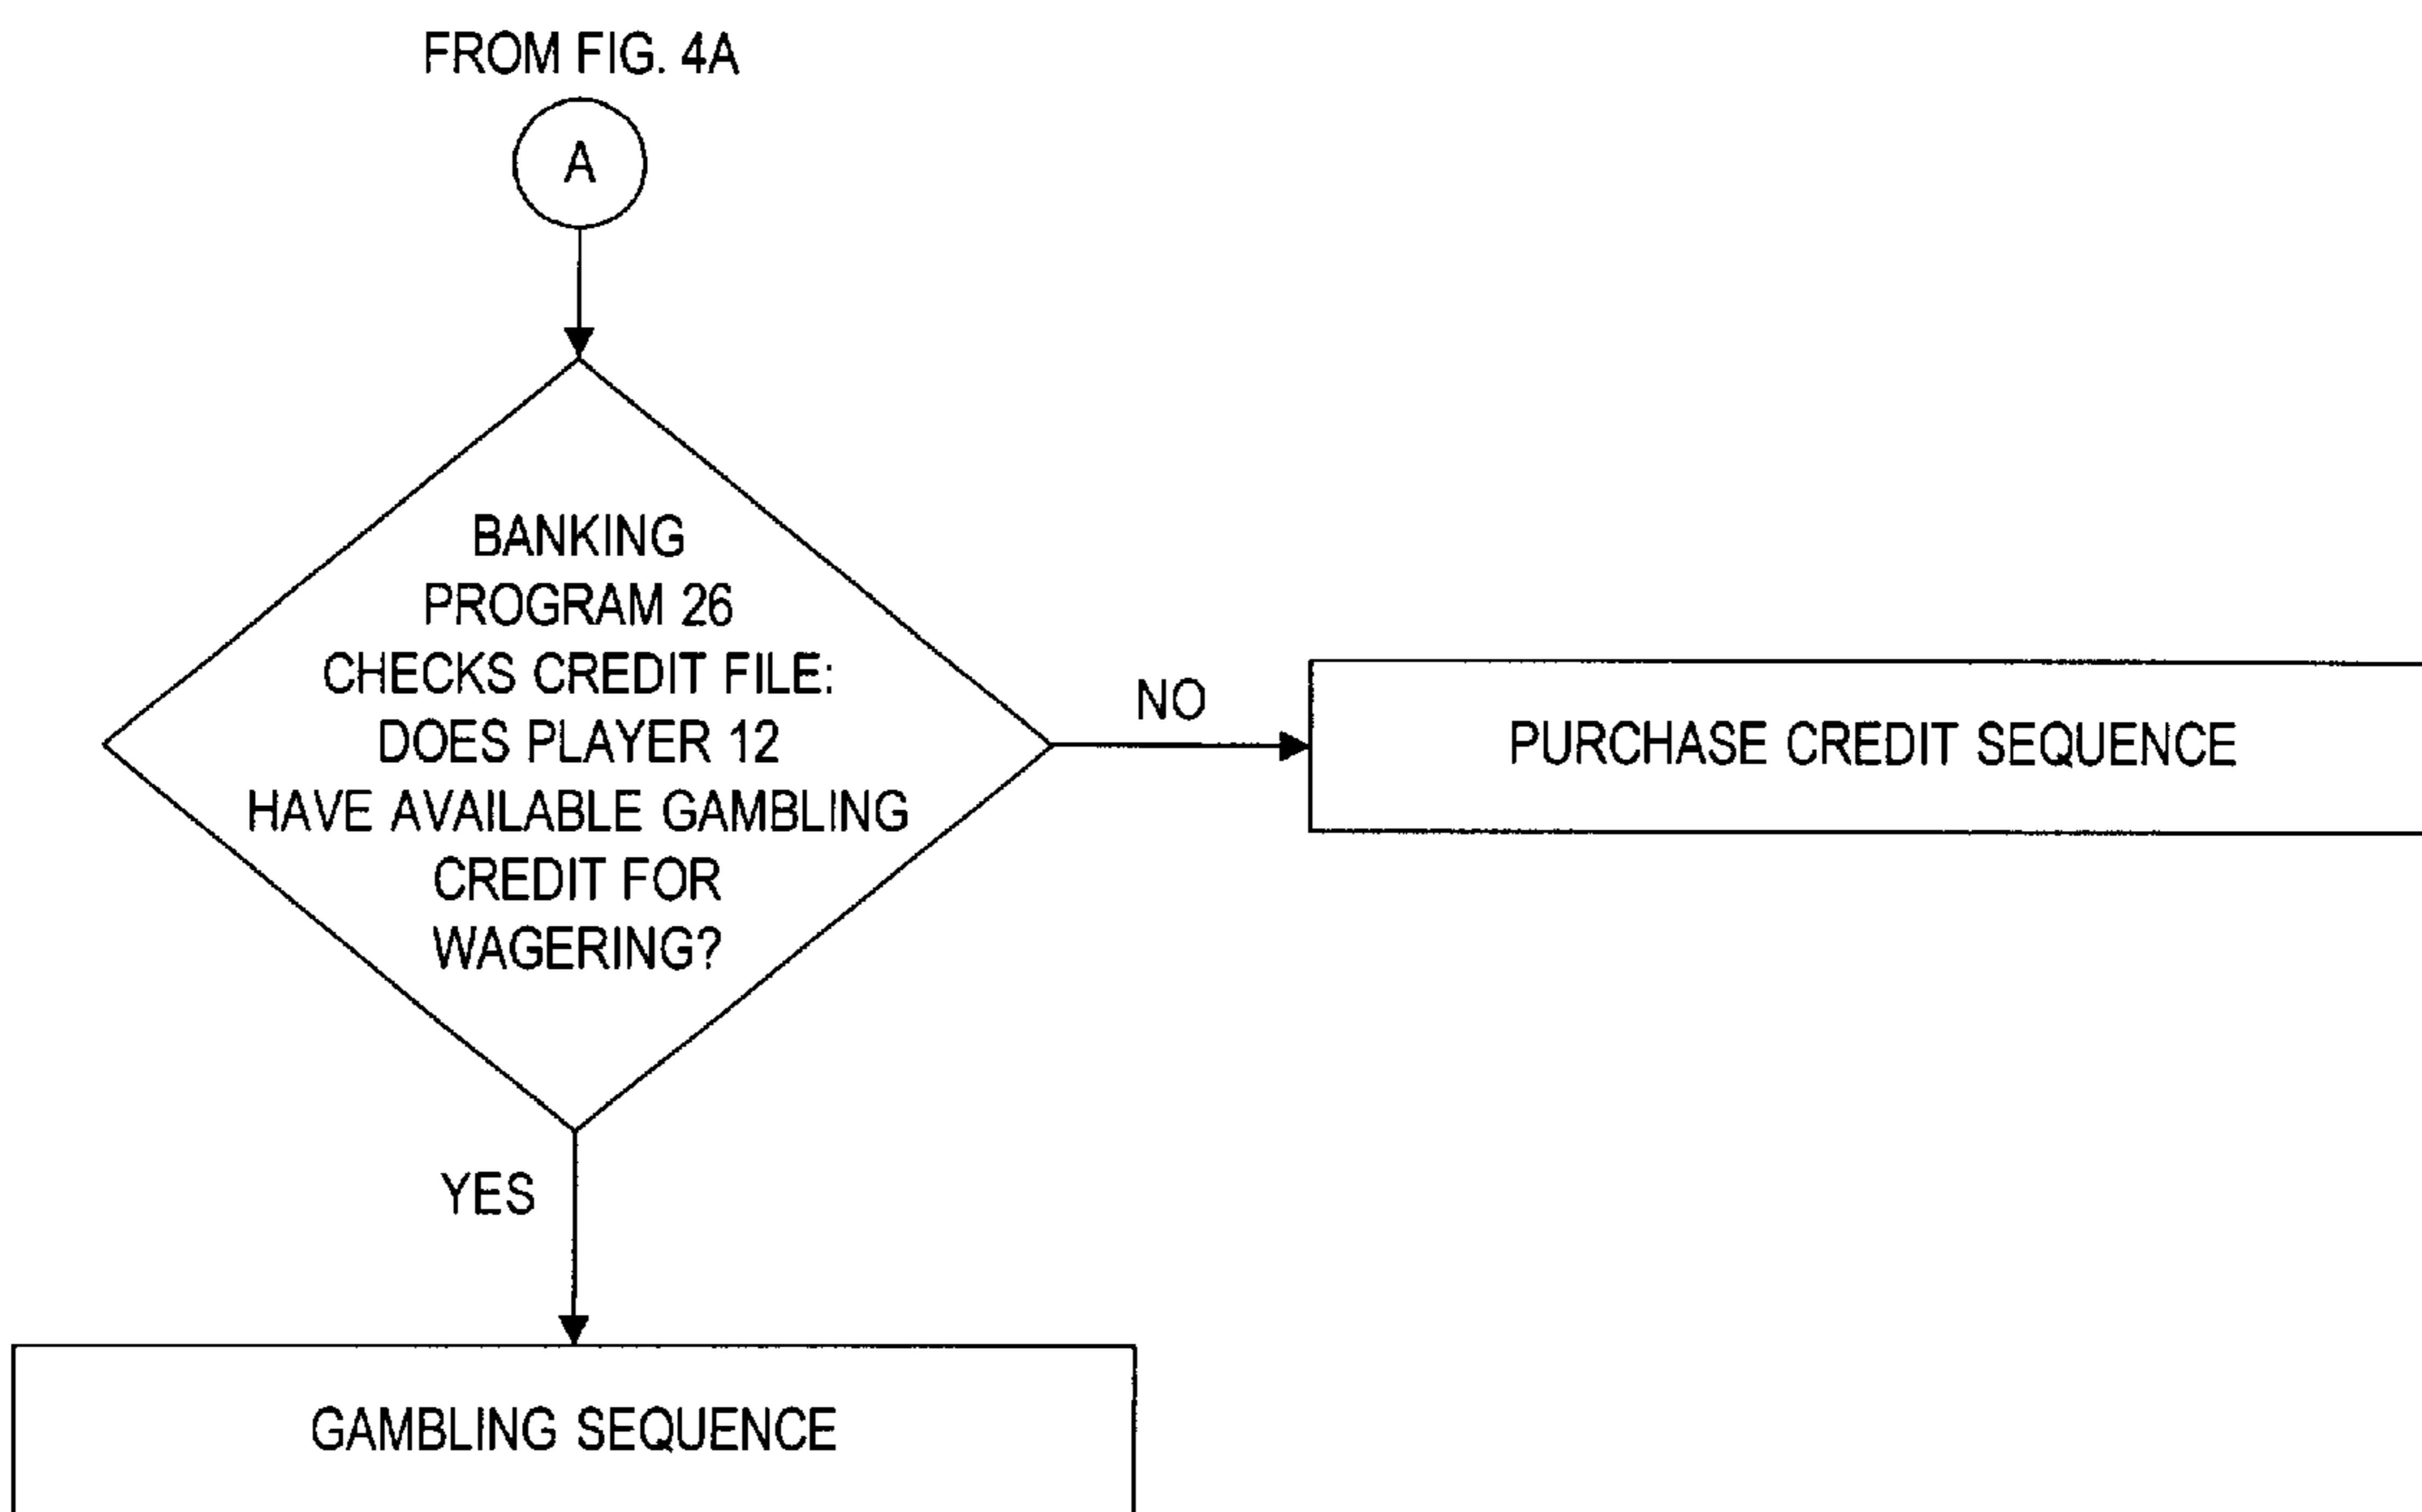 FROM FIG. 4A
A
BANKING
PROGRAM 26
CHECKS CREDIT FILE:
DOES PLAYER 12
HAVE AVAILABLE GAMBLING
CREDIT FOR
WAGERING?
NO
PURCHASE CREDIT SEQUENCE
YES
GAMBLING SEQUENCE